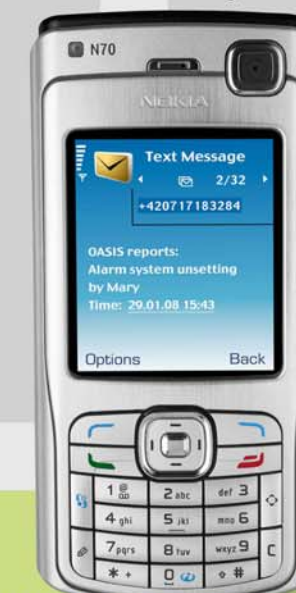 N70
NOKIA
Text Message
2/32
+420717183284
OASIS reports:
Alarm system unsetting
by Mary
Time: 29.01.08 15:43
Options
Back
1
2 abc
def 3
4 ghi
5 jkl
mno 6
7 pqrs
8 tuv
wxyz 9
C
* +
0
#